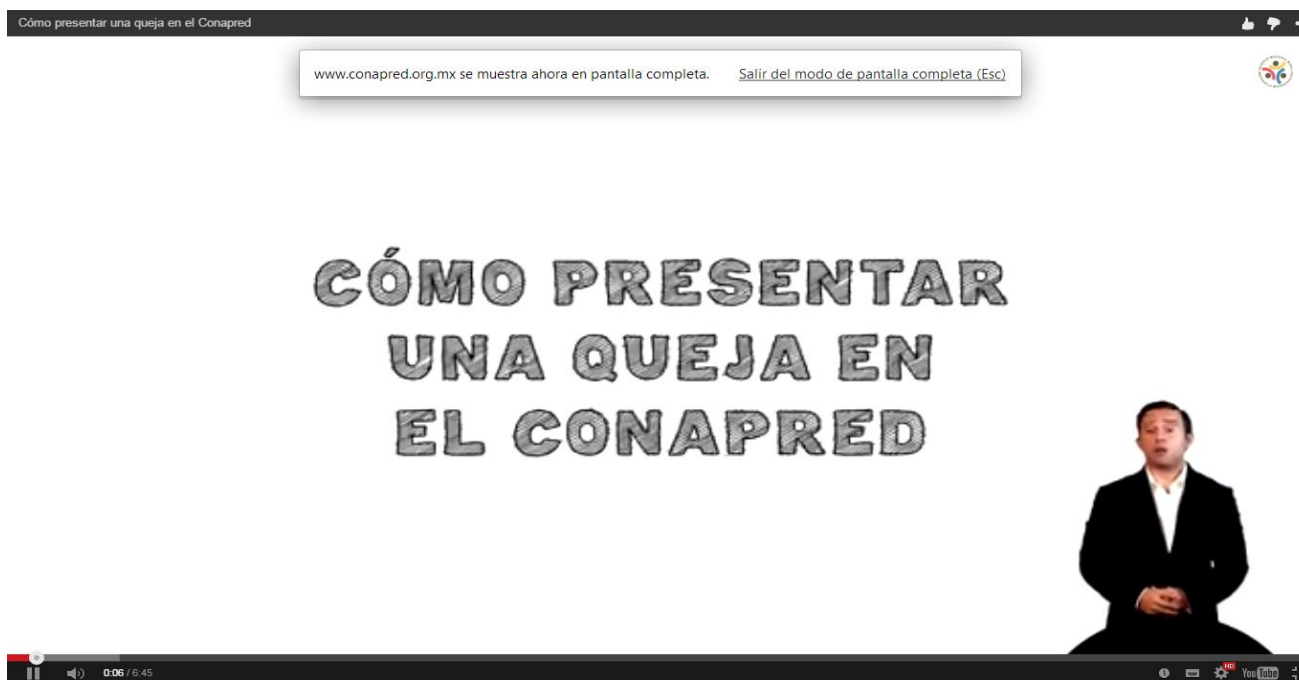 Cómo presentar una queja en el Conapred
www.conapred.org.mx se muestra ahora en pantalla completa. Salir del modo de pantalla completa (Esc)
CÓMO PRESENTAR
UNA QUEJA EN
EL CONAPRED
0:06 / 6:45
HD
YouTube